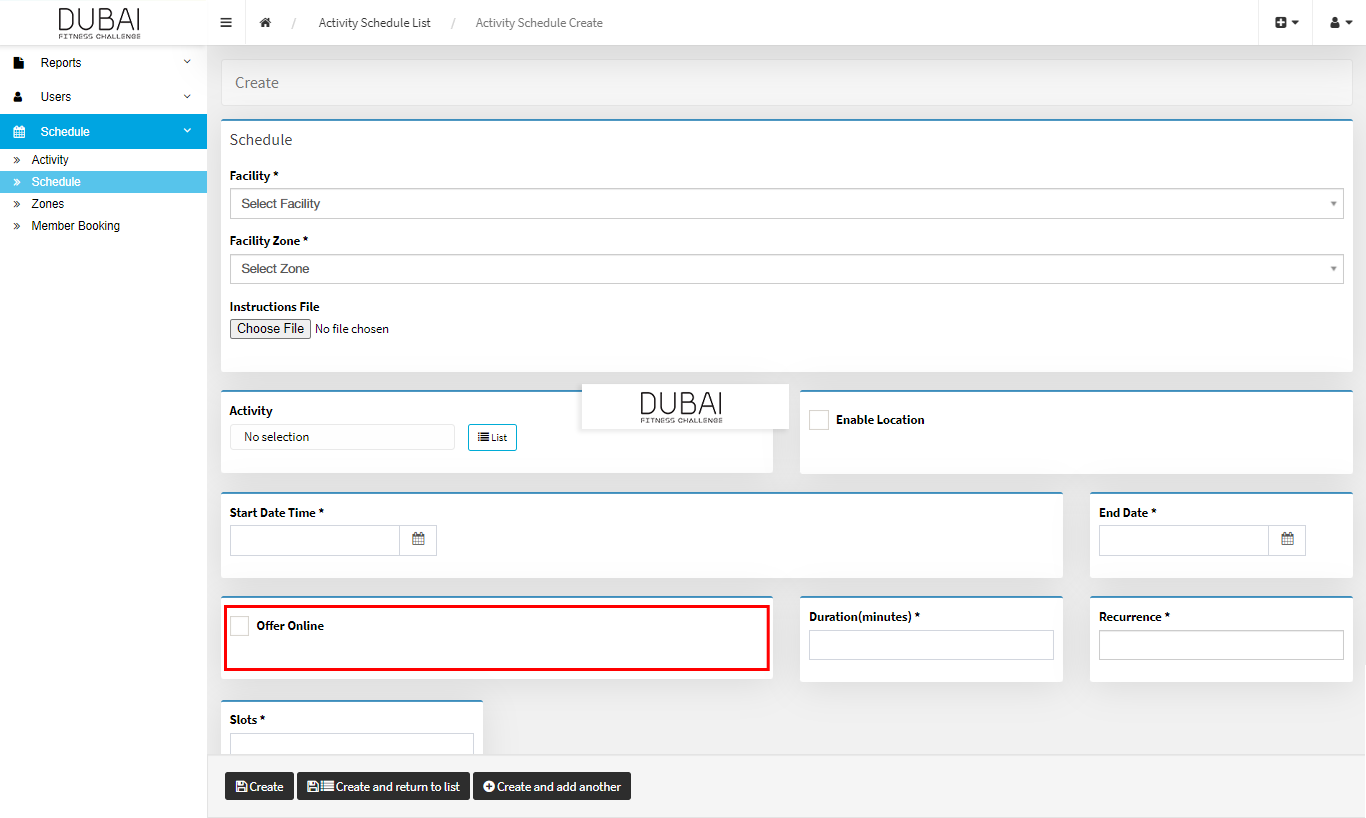 DUBAI
FITNESS CHALLENGE
/ Activity Schedule List / Activity Schedule Create
Reports
Users
Schedule
» Activity
» Schedule
» Zones
» Member Booking
Create
Schedule
Facility *
Select Facility
Facility Zone *
Select Zone
Instructions File
Choose File No file chosen
Activity
No selection
List
DUBAI
FITNESS CHALLENGE
Enable Location
Start Date Time *
End Date *
Offer Online
Duration(minutes) *
Recurrence *
Slots *
Create Create and return to list Create and add another